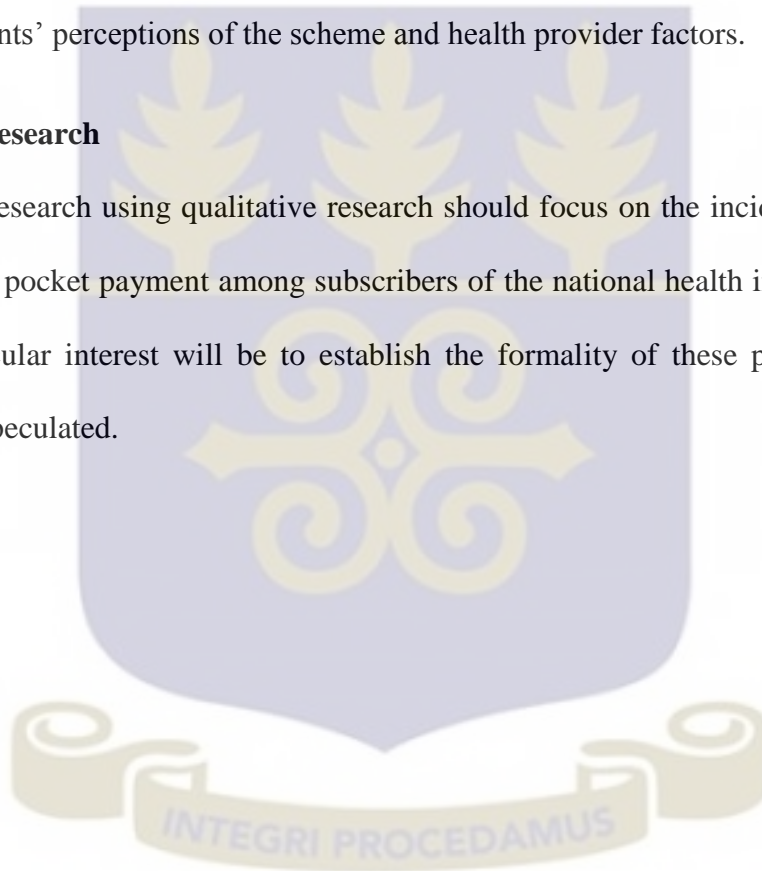 nts’ perceptions of the scheme and health provider factors.
esearch
esearch using qualitative research should focus on the inci
pocket payment among subscribers of the national health i
ular interest will be to establish the formality of these p
peculated.
INTEGRI PROCEDAMUS